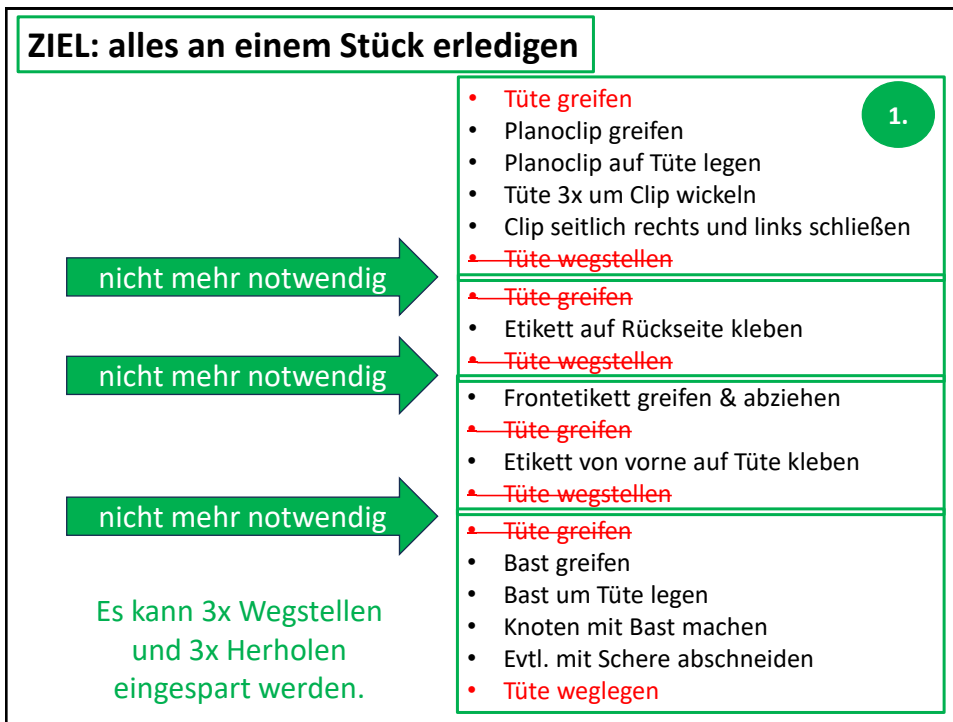 ZIEL: alles an einem Stück erledigen
1.
• Tüte greifen
• Planoclip greifen
• Planoclip auf Tüte legen
• Tüte 3x um Clip wickeln
• Clip seitlich rechts und links schließen
• Tüte wegstellen
nicht mehr notwendig
• Tüte greifen
• Etikett auf Rückseite kleben
• Tüte wegstellen
nicht mehr notwendig
• Frontetikett greifen & abziehen
• Tüte greifen
• Etikett von vorne auf Tüte kleben
• Tüte wegstellen
nicht mehr notwendig
• Tüte greifen
• Bast greifen
• Bast um Tüte legen
• Knoten mit Bast machen
• Evtl. mit Schere abschneiden
• Tüte weglegen
Es kann 3x Wegstellen
und 3x Herholen
eingespart werden.